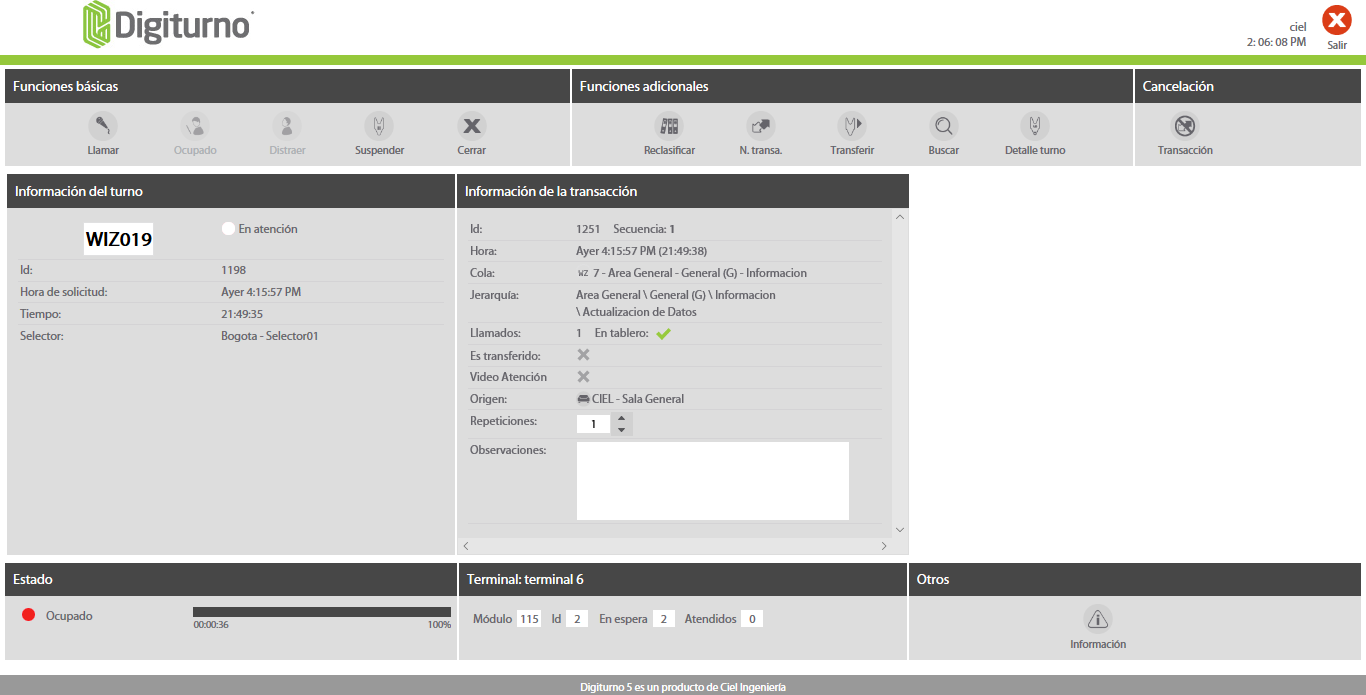 Digiturno
ciel
2: 06: 08 PM
Salir
Funciones básicas
Funciones adicionales
Cancelación
Llamar
Ocupado
Distraer
Suspender
Cerrar
Reclasificar
N. transa.
Transferir
Buscar
Detalle turno
Transacción
Información del turno
WIZ019
En atención
Id: 1198
Hora de solicitud: Ayer 4:15:57 PM
Tiempo: 21:49:35
Selector: Bogota - Selector01
Información de la transacción
Id: 1251 Secuencia: 1
Hora: Ayer 4:15:57 PM (21:49:38)
Cola: WZ 7 - Area General - General (G) - Informacion
Jerarquía: Area General \ General (G) \ Informacion
\ Actualizacion de Datos
Llamados: 1 En tablero:
Es transferido:
Video Atención
Origen: CIEL - Sala General
Repeticiones: 1
Observaciones:
Estado
Ocupado
00:00:36 100%
Terminal: terminal 6
Módulo 115 Id 2 En espera 2 Atendidos 0
Otros
Información
Digiturno 5 es un producto de Ciel Ingeniería